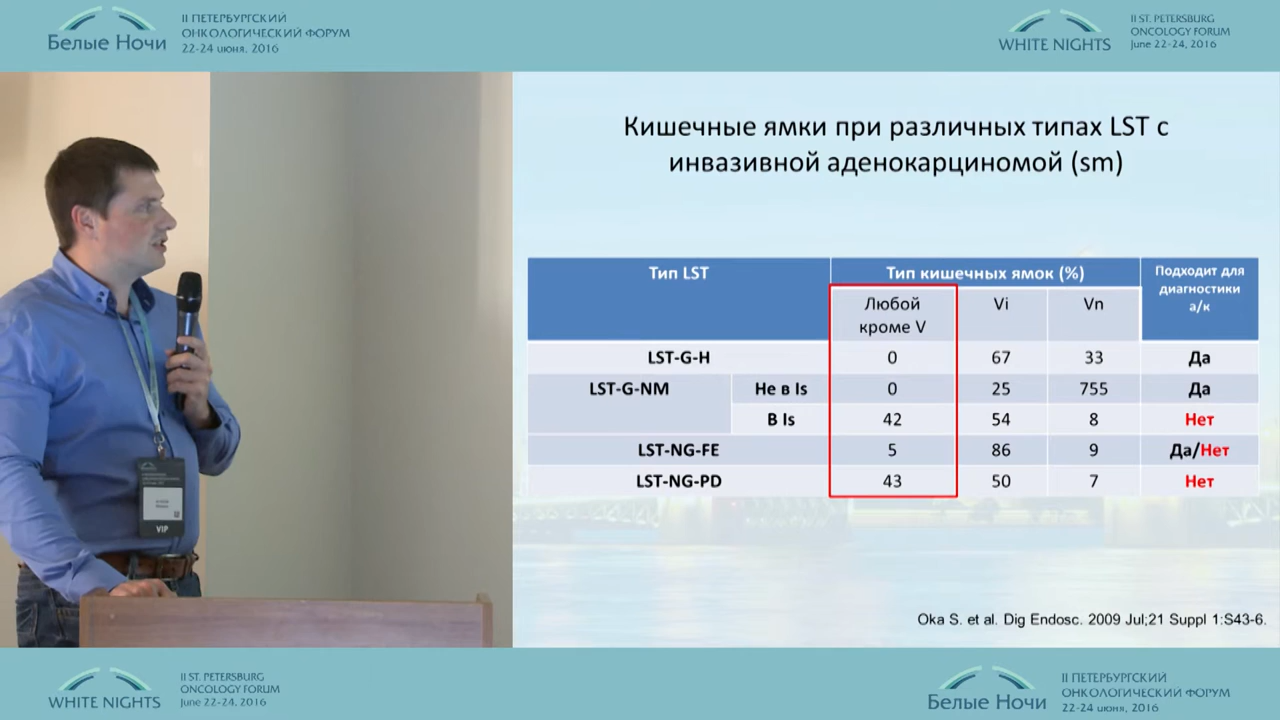 Белые Ночи
II ПЕТЕРБУРГСКИЙ
ОНКОЛОГИЧЕСКИЙ ФОРУМ
22-24 июня, 2016
WHITE NIGHTS
II ST. PETERSBURG
ONCOLOGY FORUM
June 22-24, 2016
Кишечные ямки при различных типах LST с
инвазивной аденокарциномой (sm)
Тип LST
Тип кишечных ямок (%)
Подходит для
диагностики
а/к
Любой
кроме V
Vi
Vn
LST-G-H 0 67 33 Да
LST-G-NM Не в Is 0 25 755 Да
В Is 42 54 8 Нет
LST-NG-FE 5 86 9 Да/Нет
LST-NG-PD 43 50 7 Нет
Oka S. et al. Dig Endosc. 2009 Jul;21 Suppl 1:S43-6.
VIP
WHITE NIGHTS
II ST. PETERSBURG
ONCOLOGY FORUM
June 22-24, 2016
Белые Ночи
II ПЕТЕРБУРГСКИЙ
ОНКОЛОГИЧЕСКИЙ ФОРУМ
22-24 июня, 2016